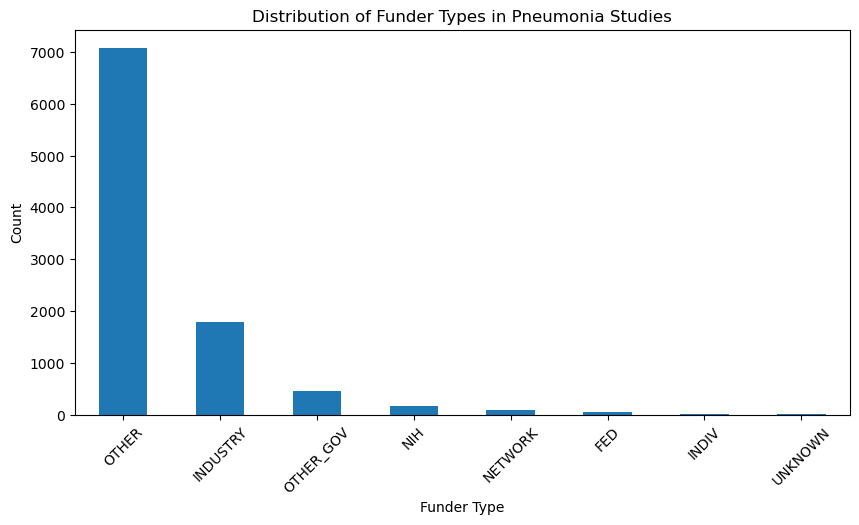 Distribution of Funder Types in Pneumonia Studies
7000
6000
5000
4000
3000
2000
1000
0
Count
OTHER
INDUSTRY
OTHER_GOV
NIH
NETWORK
FED
INDIV
UNKNOWN
Funder Type